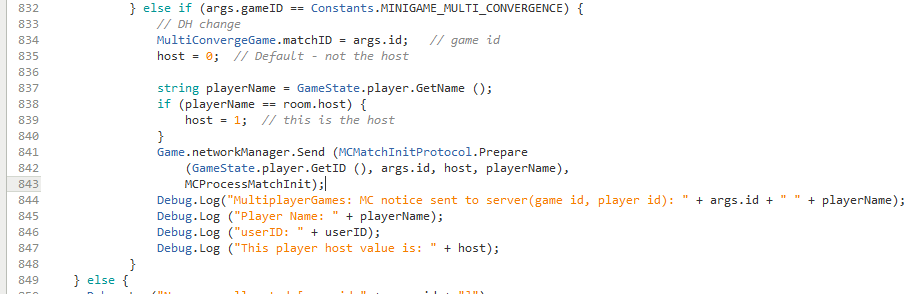 832 } else if (args.gameID == Constants.MINIGAME_MULTI_CONVERGENCE) {
833 // DH change
834 MultiConvergeGame.matchID = args.id;   // game id
835 host = 0;  // Default - not the host
836
837 string playerName = GameState.player.GetName ();
838 if (playerName == room.host) {
839 host = 1;  // this is the host
840 }
841 Game.networkManager.Send (MCMatchInitProtocol.Prepare
842 (GameState.player.GetID (), args.id, host, playerName),
843 MCProcessMatchInit);
844 Debug.Log("MultiplayerGames: MC notice sent to server(game id, player id): " + args.id + " " + playerName);
845 Debug.Log ("Player Name: " + playerName);
846 Debug.Log ("userID: " + userID);
847 Debug.Log ("This player host value is: " + host);
848 }
849 } else {